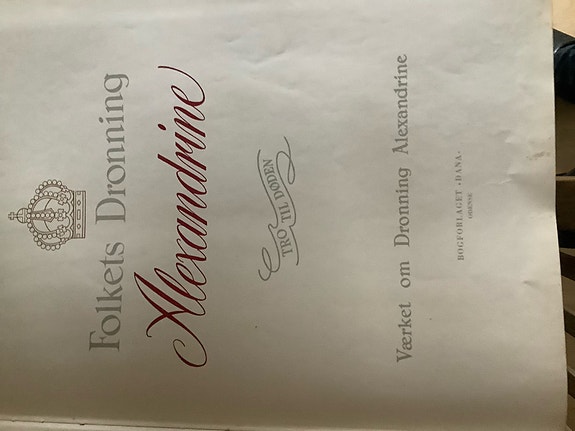 Folkets Dronning
Alexandrine
TRO TIL DØDEN
Værket om Dronning Alexandrine
BOGFORLAGET »DANA«
ODENSE